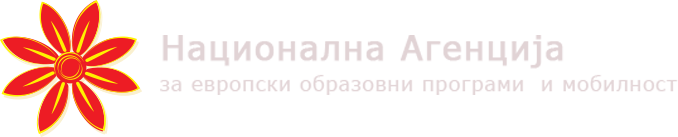 Национална Агенција
за европски образовни програми и мобилност